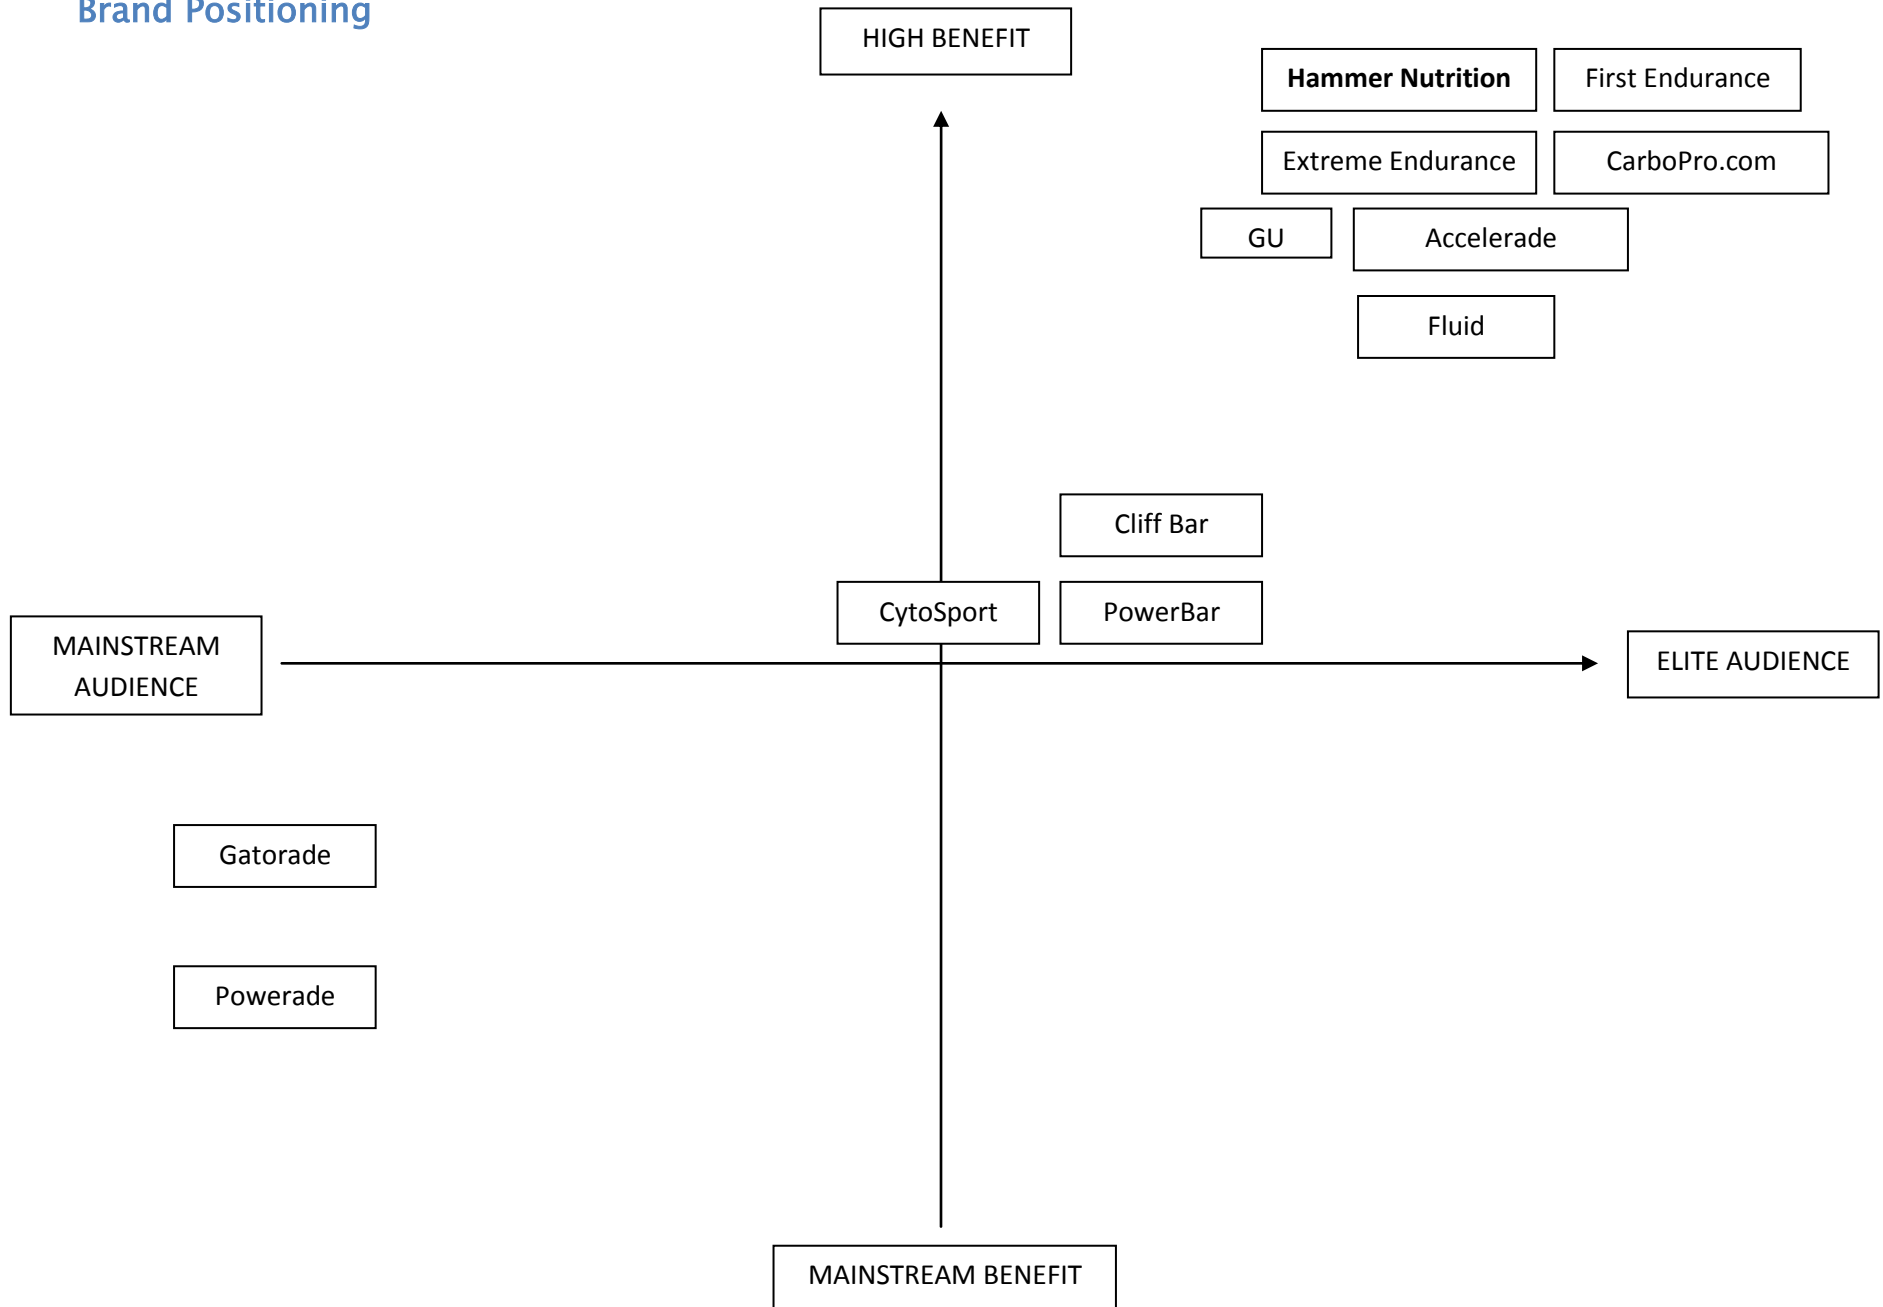 Brand Positioning
HIGH BENEFIT
Hammer Nutrition
First Endurance
Extreme Endurance
CarboPro.com
GU
Accelerade
Fluid
Cliff Bar
CytoSport
PowerBar
MAINSTREAM
AUDIENCE
ELITE AUDIENCE
Gatorade
Powerade
MAINSTREAM BENEFIT